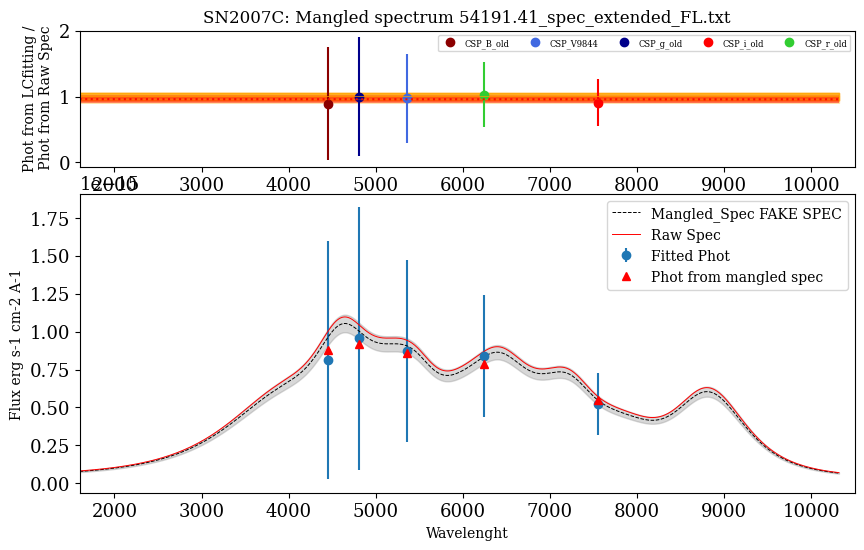 SN2007C: Mangled spectrum 54191.41_spec_extended_FL.txt
Phot from LCfitting /
Phot from Raw Spec
2
1
0
CSP_B_old CSP_V9844 CSP_g_old CSP_i_old CSP_r_old
2000 3000 4000 5000 6000 7000 8000 9000 10000
1e−15
Flux erg s-1 cm-2 A-1
1.75
1.50
1.25
1.00
0.75
0.50
0.25
0.00
Mangled_Spec FAKE SPEC
Raw Spec
Fitted Phot
Phot from mangled spec
2000 3000 4000 5000 6000 7000 8000 9000 10000
Wavelenght